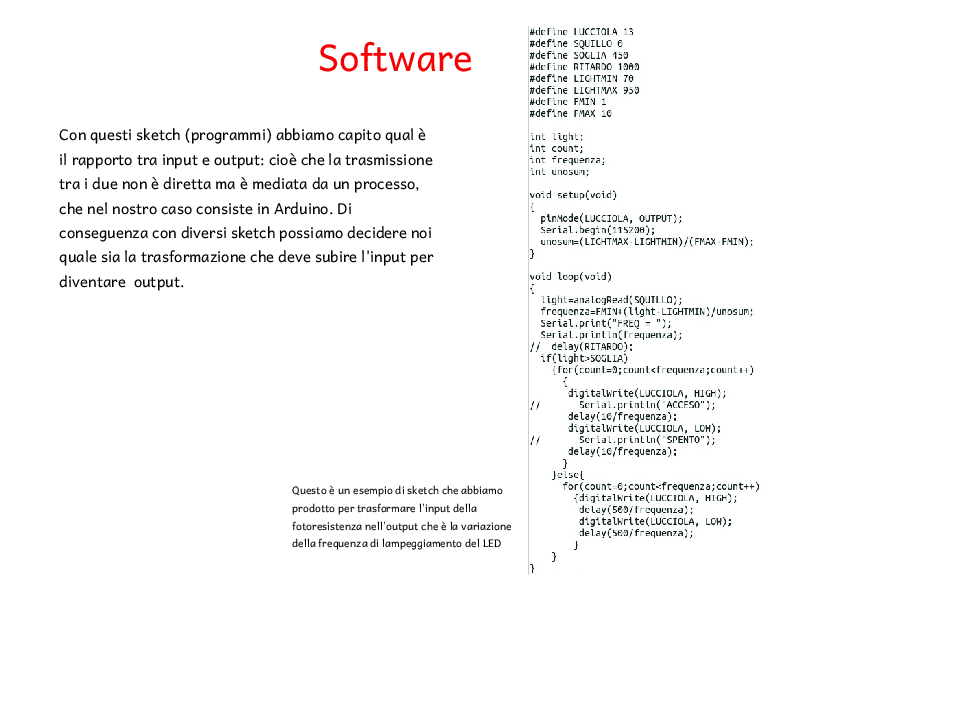 Software
Con questi sketch (programmi) abbiamo capito qual è
il rapporto tra input e output: cioè che la trasmissione
tra i due non è diretta ma è mediata da un processo,
che nel nostro caso consiste in Arduino. Di
conseguenza con diversi sketch possiamo decidere noi
quale sia la trasformazione che deve subire l'input per
diventare  output.
Questo è un esempio di sketch che abbiamo
prodotto per trasformare l'input della
fotoresistenza nell'output che è la variazione
della frequenza di lampeggiamento del LED
#define LUCCIOLA 13
#define SQUILLO 0
#define SOGLIA 450
#define RITARDO 1000
#define LIGHTMIN 70
#define LIGHTMAX 950
#define FMIN 1
#define FMAX 10
int light;
int count;
int frequenza;
int unosum;
void setup(void)
{
  pinMode(LUCCIOLA, OUTPUT);
  Serial.begin(115200);
  unosum=(LIGHTMAX-LIGHTMIN)/(FMAX-FMIN);
}
void loop(void)
{
  light=analogRead(SQUILLO);
  frequenza=FMIN+(light-LIGHTMIN)/unosum;
  Serial.print("FREQ = ");
  Serial.println(frequenza);
//  delay(RITARDO);
  if(light>SOGLIA)
    {for(count=0;count<frequenza;count++)
      {
       digitalWrite(LUCCIOLA, HIGH);
//       Serial.println("ACCESO");
       delay(10/frequenza);
       digitalWrite(LUCCIOLA, LOW);
//       Serial.println("SPENTO");
       delay(10/frequenza);
      }
    }else{
      for(count=0;count<frequenza;count++)
        {digitalWrite(LUCCIOLA, HIGH);
         delay(500/frequenza);
         digitalWrite(LUCCIOLA, LOW);
         delay(500/frequenza);
        }
    }
}